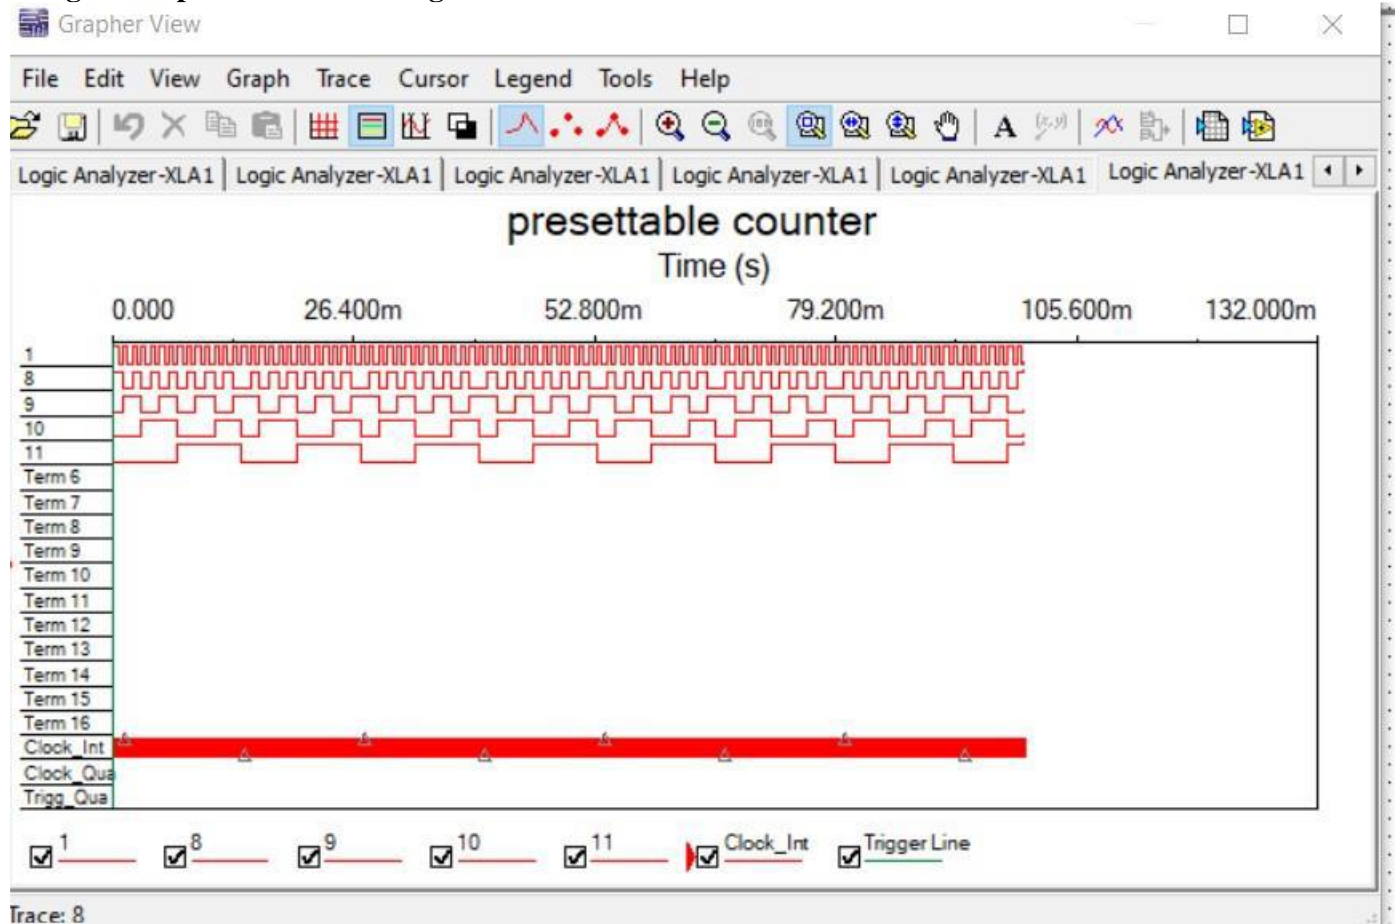 Grapher View
File Edit View Graph Trace Cursor Legend Tools Help
A (x,y)
Logic Analyzer-XLA1 Logic Analyzer-XLA1 Logic Analyzer-XLA1 Logic Analyzer-XLA1 Logic Analyzer-XLA1 Logic Analyzer-XLA1
presettable counter
Time (s)
0.000 26.400m 52.800m 79.200m 105.600m 132.000m
1
8
9
10
11
Term 6
Term 7
Term 8
Term 9
Term 10
Term 11
Term 12
Term 13
Term 14
Term 15
Term 16
Clock_Int
Clock_Qua
Trigg_Qua
1 8 9 10 11 Clock_Int Trigger Line
Trace: 8